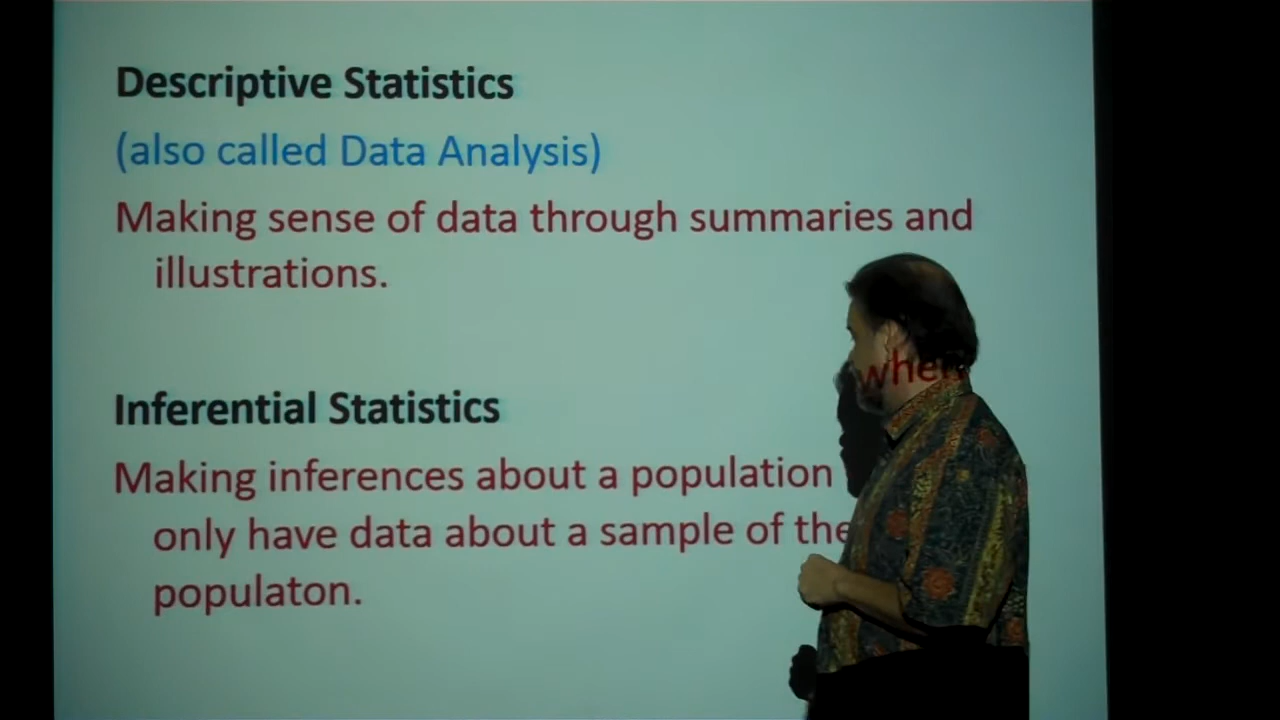 Descriptive Statistics
(also called Data Analysis)
Making sense of data through summaries and
illustrations.
Inferential Statistics
Making inferences about a population when
only have data about a sample of the
populaton.